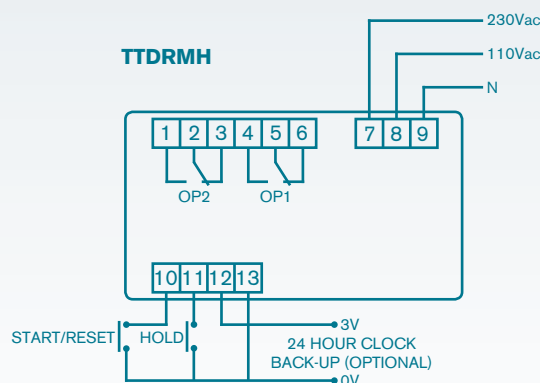 230Vac
TTDRMH
110Vac
N
1 2 3 4 5 6
7 8 9
OP2
OP1
10 11 12 13
START/RESET
HOLD
3V
24 HOUR CLOCK
BACK-UP (OPTIONAL)
0V